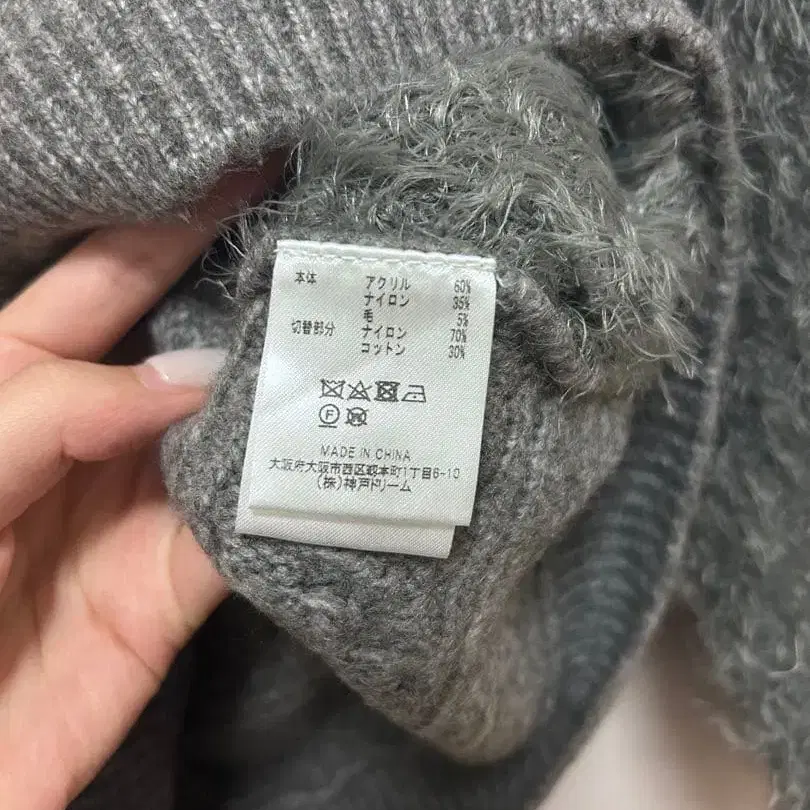 本体 アクリル 60%
ナイロン 35%
毛 5%
切替部分 ナイロン 70%
コットン 30%
F
MADE IN CHINA
大阪府大阪市西区靱本町1丁目6-10
(株)神戸ドリーム